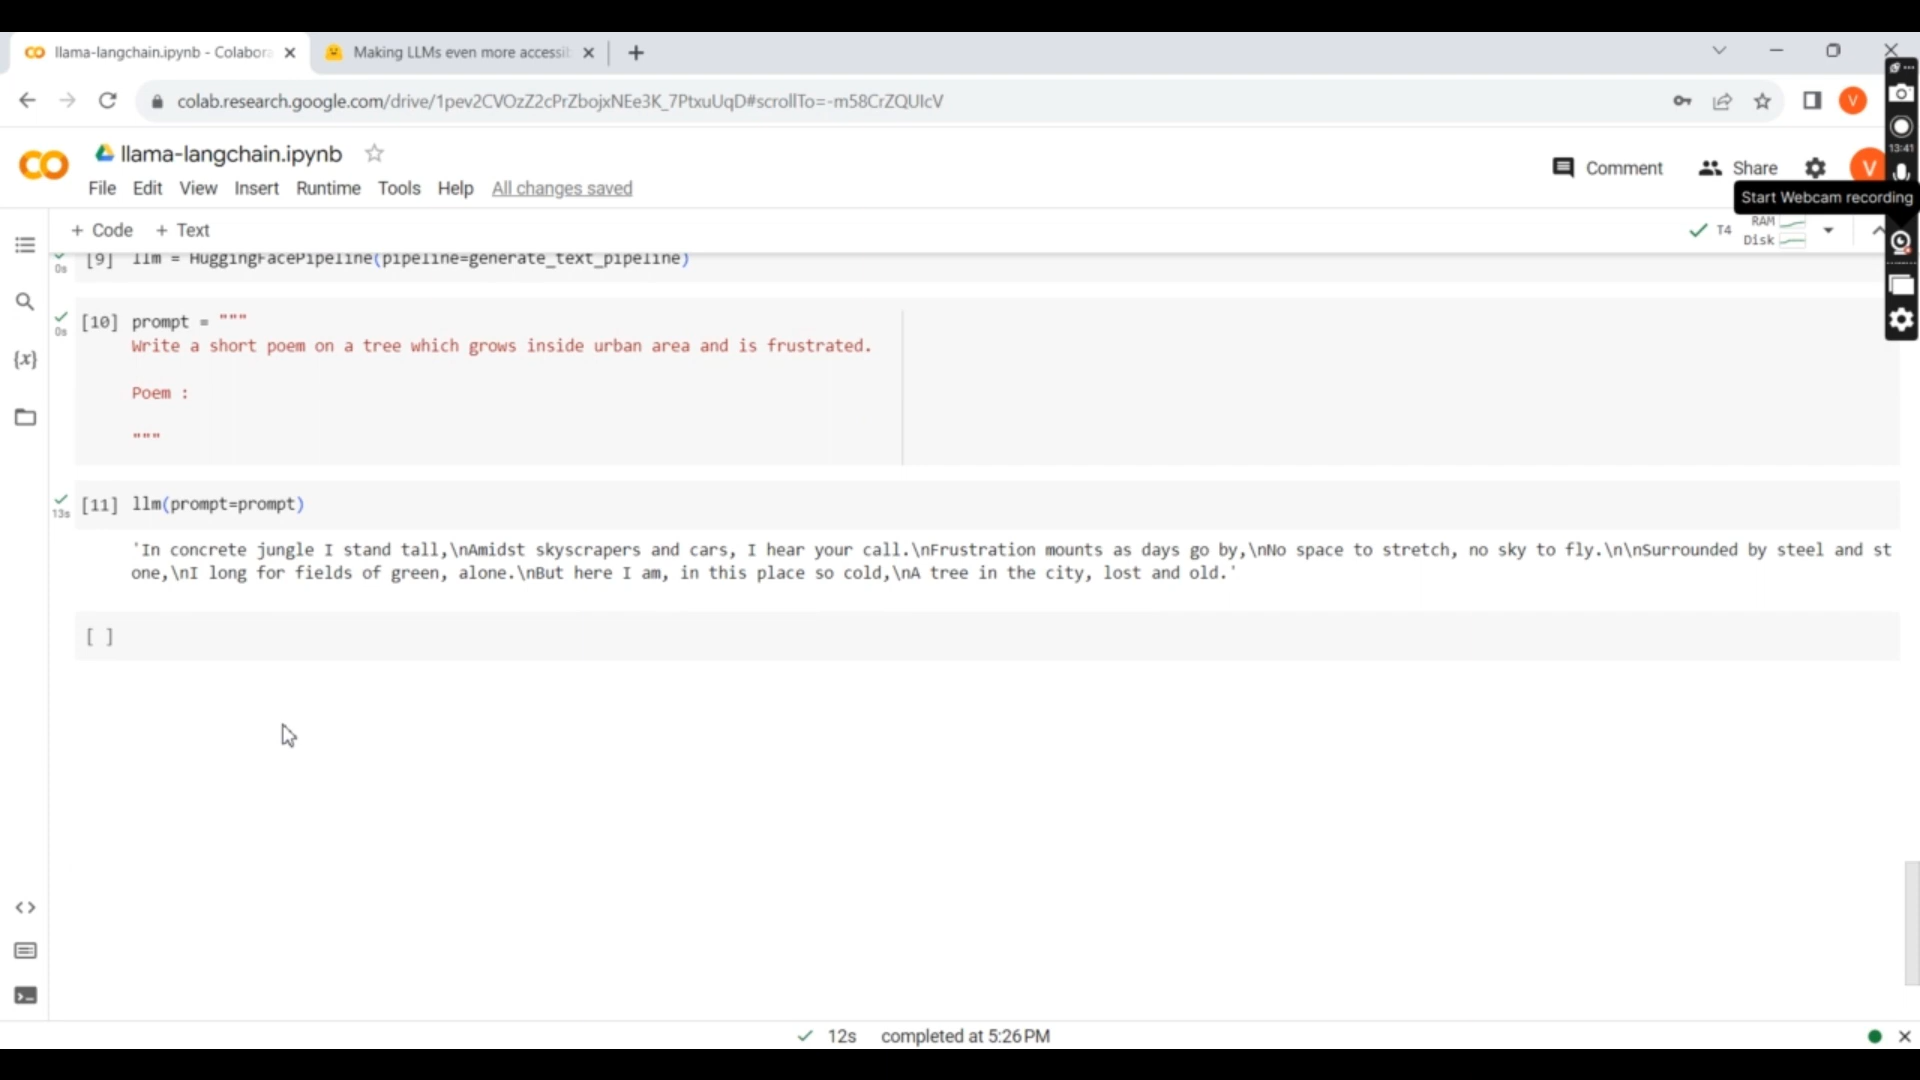 llama-langchain.ipynb - Colabora
Making LLMs even more accessib
colab.research.google.com/drive/1pev2CVOzZ2cPrZbojxNEe3K_7PtxuUqD#scrollTo=-m58CrZQUIcV
V
llama-langchain.ipynb
File Edit View Insert Runtime Tools Help All changes saved
Comment
Share
V
13:41
Start Webcam recording
+ Code + Text
T4
RAM
Disk
0s [9] llm = HuggingFacePipeline(pipeline=generate_text_pipeline)
0s [10] prompt = """
Write a short poem on a tree which grows inside urban area and is frustrated.
Poem :
"""
13s [11] llm(prompt=prompt)
'In concrete jungle I stand tall,\nAmidst skyscrapers and cars, I hear your call.\nFrustration mounts as days go by,\nNo space to stretch, no sky to fly.\n\nSurrounded by steel and st
one,\nI long for fields of green, alone.\nBut here I am, in this place so cold,\nA tree in the city, lost and old.'
[ ]
12s completed at 5:26 PM